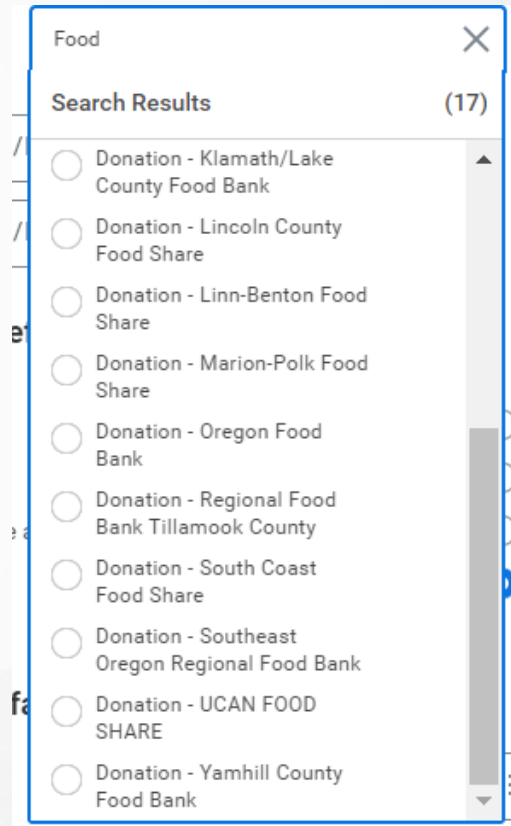 Food
Search Results (17)
Donation - Klamath/Lake
County Food Bank
Donation - Lincoln County
Food Share
Donation - Linn-Benton Food
Share
Donation - Marion-Polk Food
Share
Donation - Oregon Food
Bank
Donation - Regional Food
Bank Tillamook County
Donation - South Coast
Food Share
Donation - Southeast
Oregon Regional Food Bank
Donation - UCAN FOOD
SHARE
Donation - Yamhill County
Food Bank